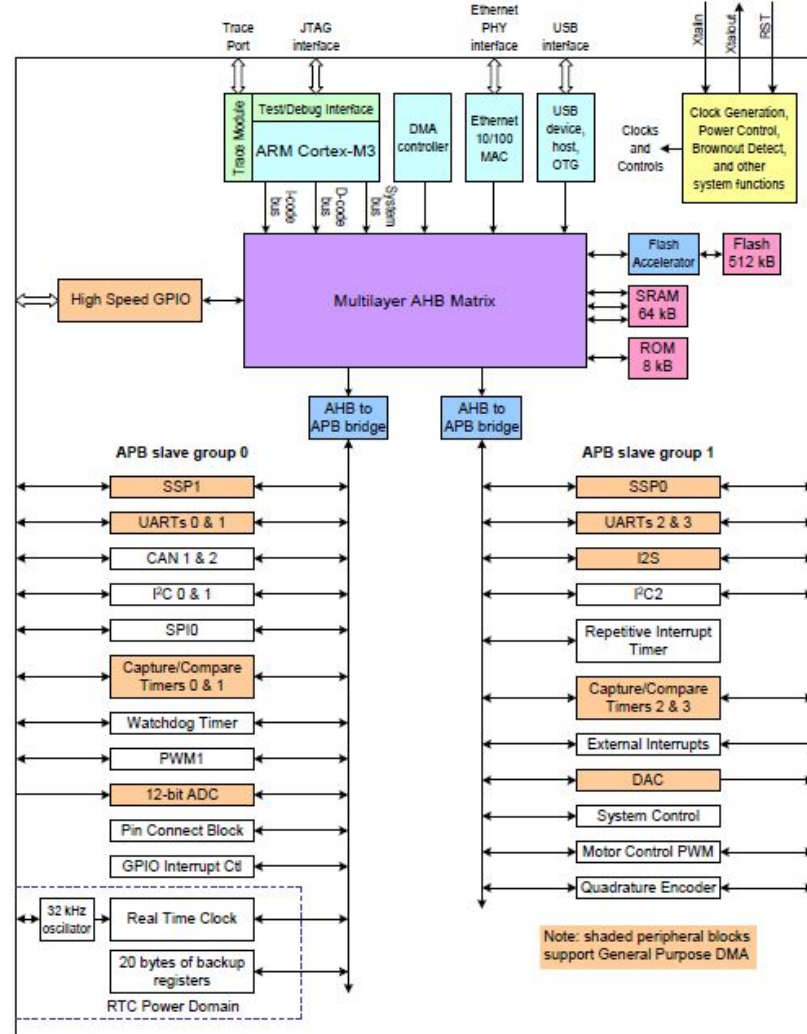 Trace
Port
JTAG
interface
Ethernet
PHY
interface
USB
interface
Xtalin
Xtalout
RST
Trace Module
Test/Debug Interface
ARM Cortex-M3
DMA
controller
Ethernet
10/100
MAC
USB
device,
host,
OTG
Clocks
and
Controls
Clock Generation,
Power Control,
Brownout Detect,
and other
system functions
I-code
bus
D-code
bus
System
bus
High Speed GPIO
Multilayer AHB Matrix
Flash
Accelerator
Flash
512 kB
SRAM
64 kB
ROM
8 kB
AHB to
APB bridge
AHB to
APB bridge
APB slave group 0
SSP1
UARTs 0 & 1
CAN 1 & 2
I²C 0 & 1
SPI0
Capture/Compare
Timers 0 & 1
Watchdog Timer
PWM1
12-bit ADC
Pin Connect Block
GPIO Interrupt Ctl
32 kHz
oscillator
Real Time Clock
20 bytes of backup
registers
RTC Power Domain
APB slave group 1
SSP0
UARTs 2 & 3
I2S
I²C2
Repetitive Interrupt
Timer
Capture/Compare
Timers 2 & 3
External Interrupts
DAC
System Control
Motor Control PWM
Quadrature Encoder
Note: shaded peripheral blocks
support General Purpose DMA